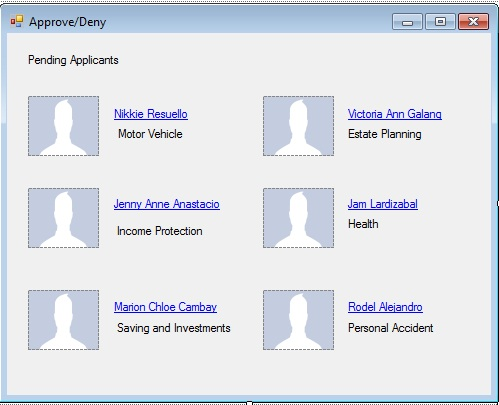 Approve/Deny
Pending Applicants
Nikkie Resuello
Motor Vehicle
Victoria Ann Galang
Estate Planning
Jenny Anne Anastacio
Income Protection
Jam Lardizabal
Health
Marion Chloe Cambay
Saving and Investments
Rodel Alejandro
Personal Accident